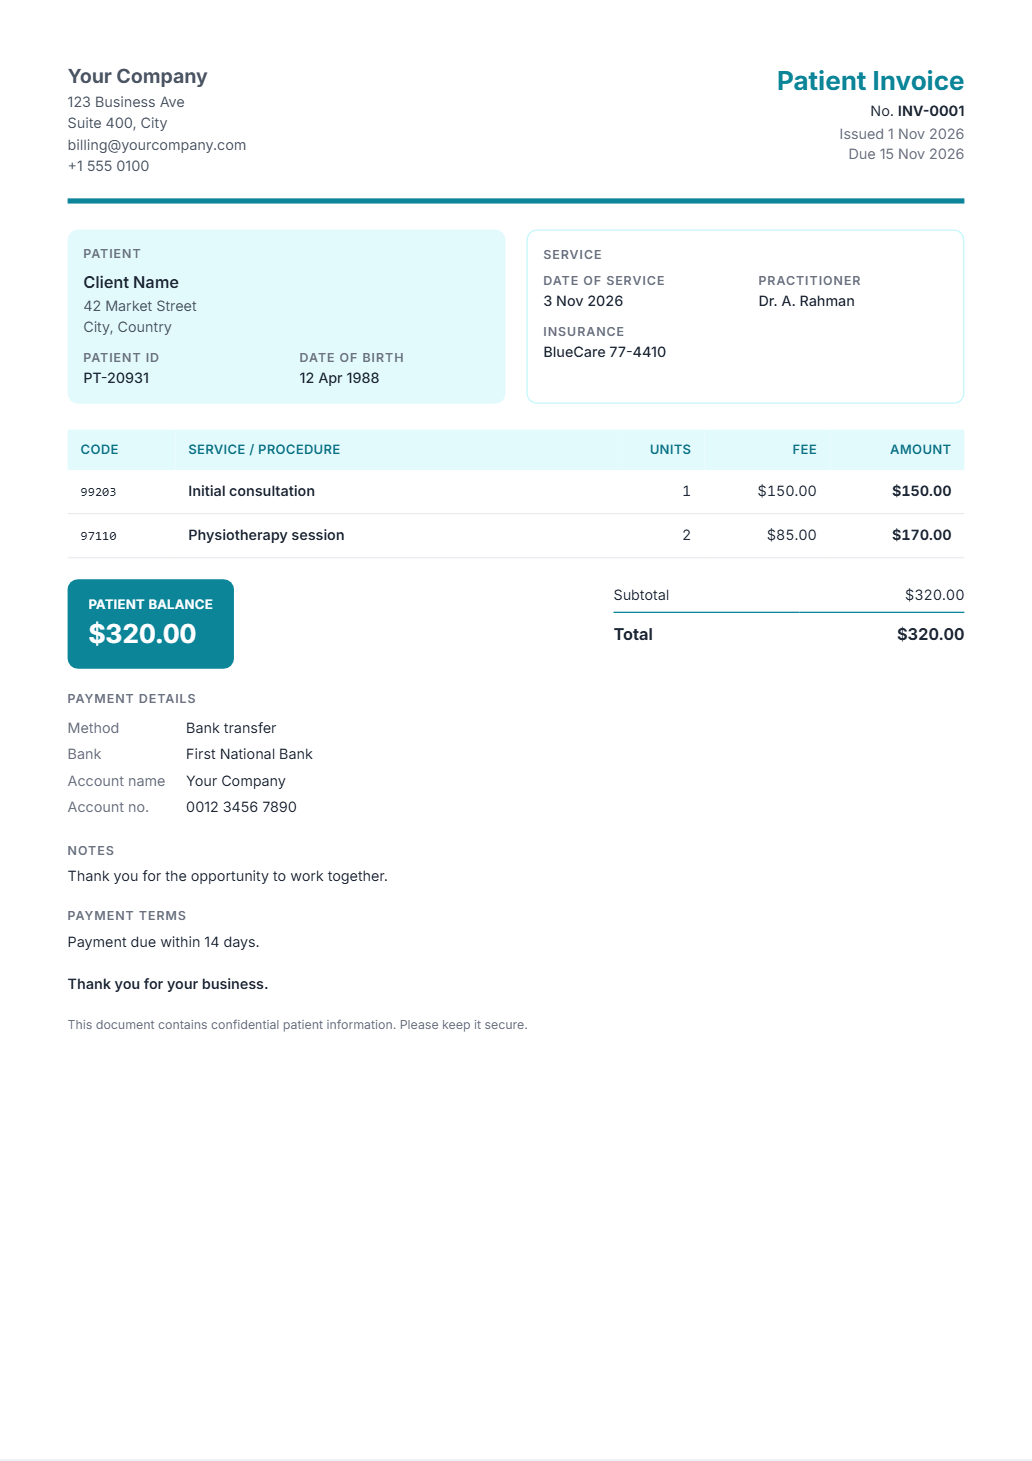 Your Company
123 Business Ave
Suite 400, City
billing@yourcompany.com
+1 555 0100
Patient Invoice
No. INV-0001
Issued 1 Nov 2026
Due 15 Nov 2026
PATIENT
Client Name
42 Market Street
City, Country
PATIENT ID DATE OF BIRTH
PT-20931 12 Apr 1988
SERVICE
DATE OF SERVICE PRACTITIONER
3 Nov 2026 Dr. A. Rahman
INSURANCE
BlueCare 77-4410
CODE SERVICE / PROCEDURE UNITS FEE AMOUNT
99203 Initial consultation 1 $150.00 $150.00
97110 Physiotherapy session 2 $85.00 $170.00
PATIENT BALANCE
$320.00
Subtotal $320.00
Total $320.00
PAYMENT DETAILS
Method Bank transfer
Bank First National Bank
Account name Your Company
Account no. 0012 3456 7890
NOTES
Thank you for the opportunity to work together.
PAYMENT TERMS
Payment due within 14 days.
Thank you for your business.
This document contains confidential patient information. Please keep it secure.